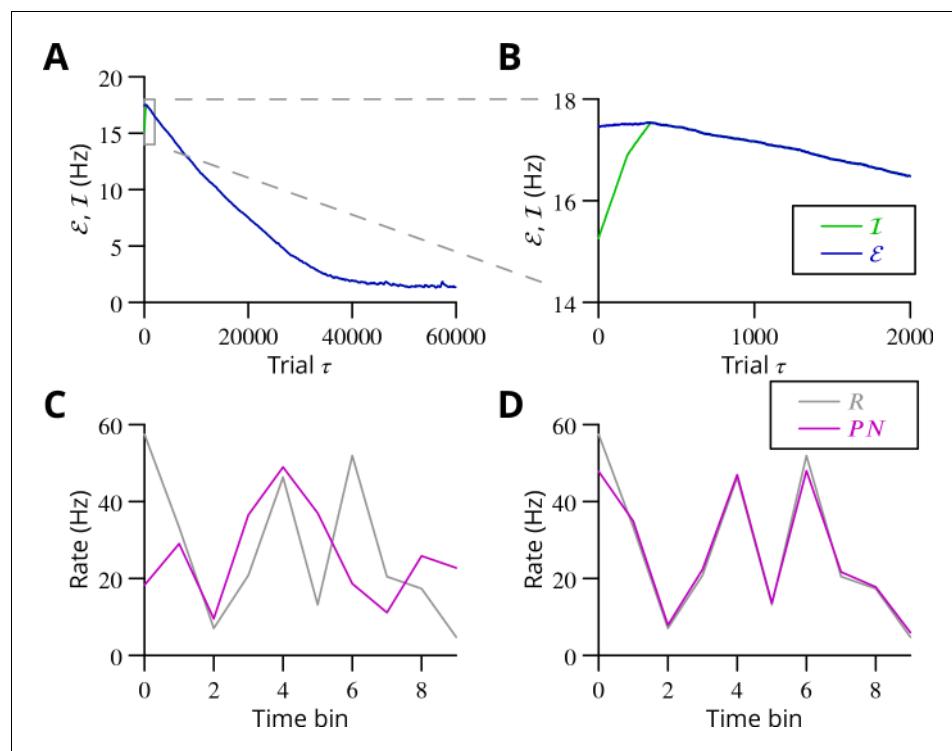 A
B
20
15
10
5
0
ℰ, ℐ (Hz)
0
20000
40000
60000
Trial τ
18
16
14
ℰ, ℐ (Hz)
ℐ
ℰ
0
1000
2000
Trial τ
C
D
R
PN
60
40
20
0
Rate (Hz)
0
2
4
6
8
Time bin
60
40
20
0
Rate (Hz)
0
2
4
6
8
Time bin